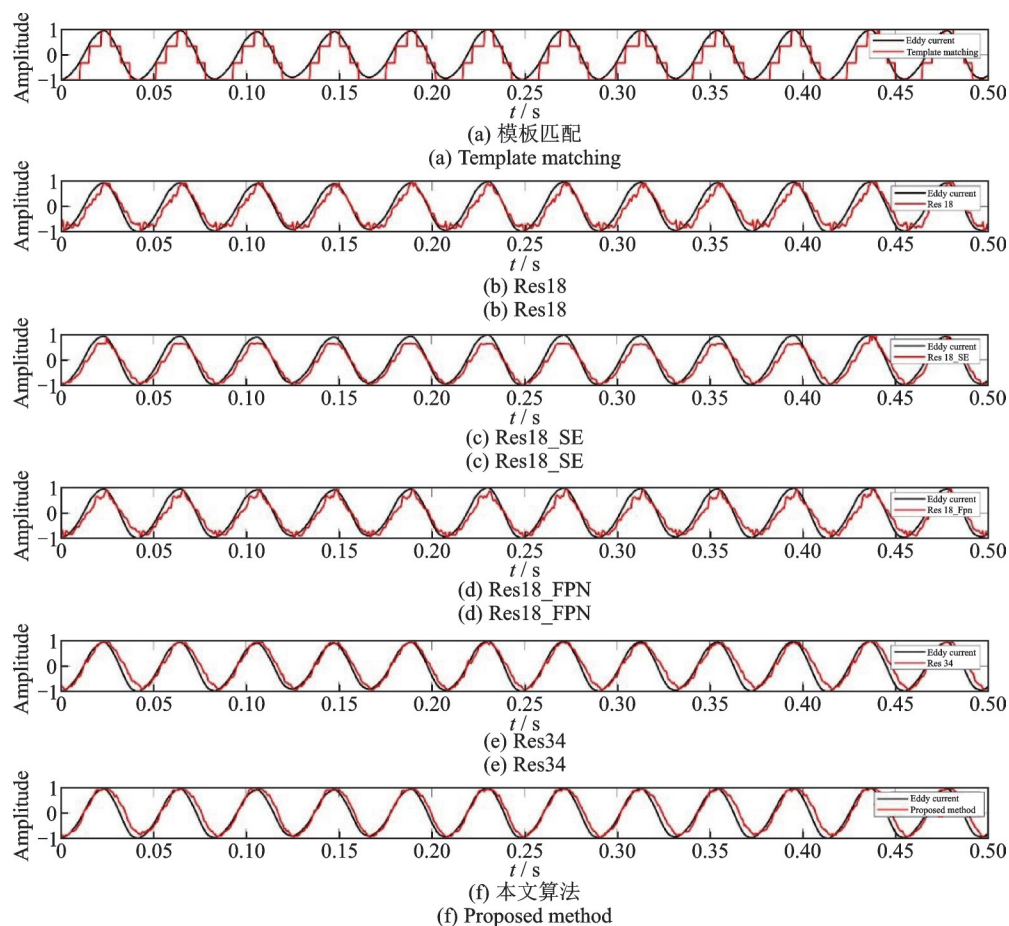 Amplitude
1
0
−1
Eddy current
Template matching
0 0.05 0.10 0.15 0.20 0.25 0.30 0.35 0.40 0.45 0.50
t / s
(a) 模板匹配
(a) Template matching
Amplitude
1
0
−1
Eddy current
Res 18
0 0.05 0.10 0.15 0.20 0.25 0.30 0.35 0.40 0.45 0.50
t / s
(b) Res18
(b) Res18
Amplitude
1
0
−1
Eddy current
Res 18_SE
0 0.05 0.10 0.15 0.20 0.25 0.30 0.35 0.40 0.45 0.50
t / s
(c) Res18_SE
(c) Res18_SE
Amplitude
1
0
−1
Eddy current
Res 18_Fpn
0 0.05 0.10 0.15 0.20 0.25 0.30 0.35 0.40 0.45 0.50
t / s
(d) Res18_FPN
(d) Res18_FPN
Amplitude
1
0
−1
Eddy current
Res 34
0 0.05 0.10 0.15 0.20 0.25 0.30 0.35 0.40 0.45 0.50
t / s
(e) Res34
(e) Res34
Amplitude
1
0
−1
Eddy current
Proposed method
0 0.05 0.10 0.15 0.20 0.25 0.30 0.35 0.40 0.45 0.50
t / s
(f) 本文算法
(f) Proposed method